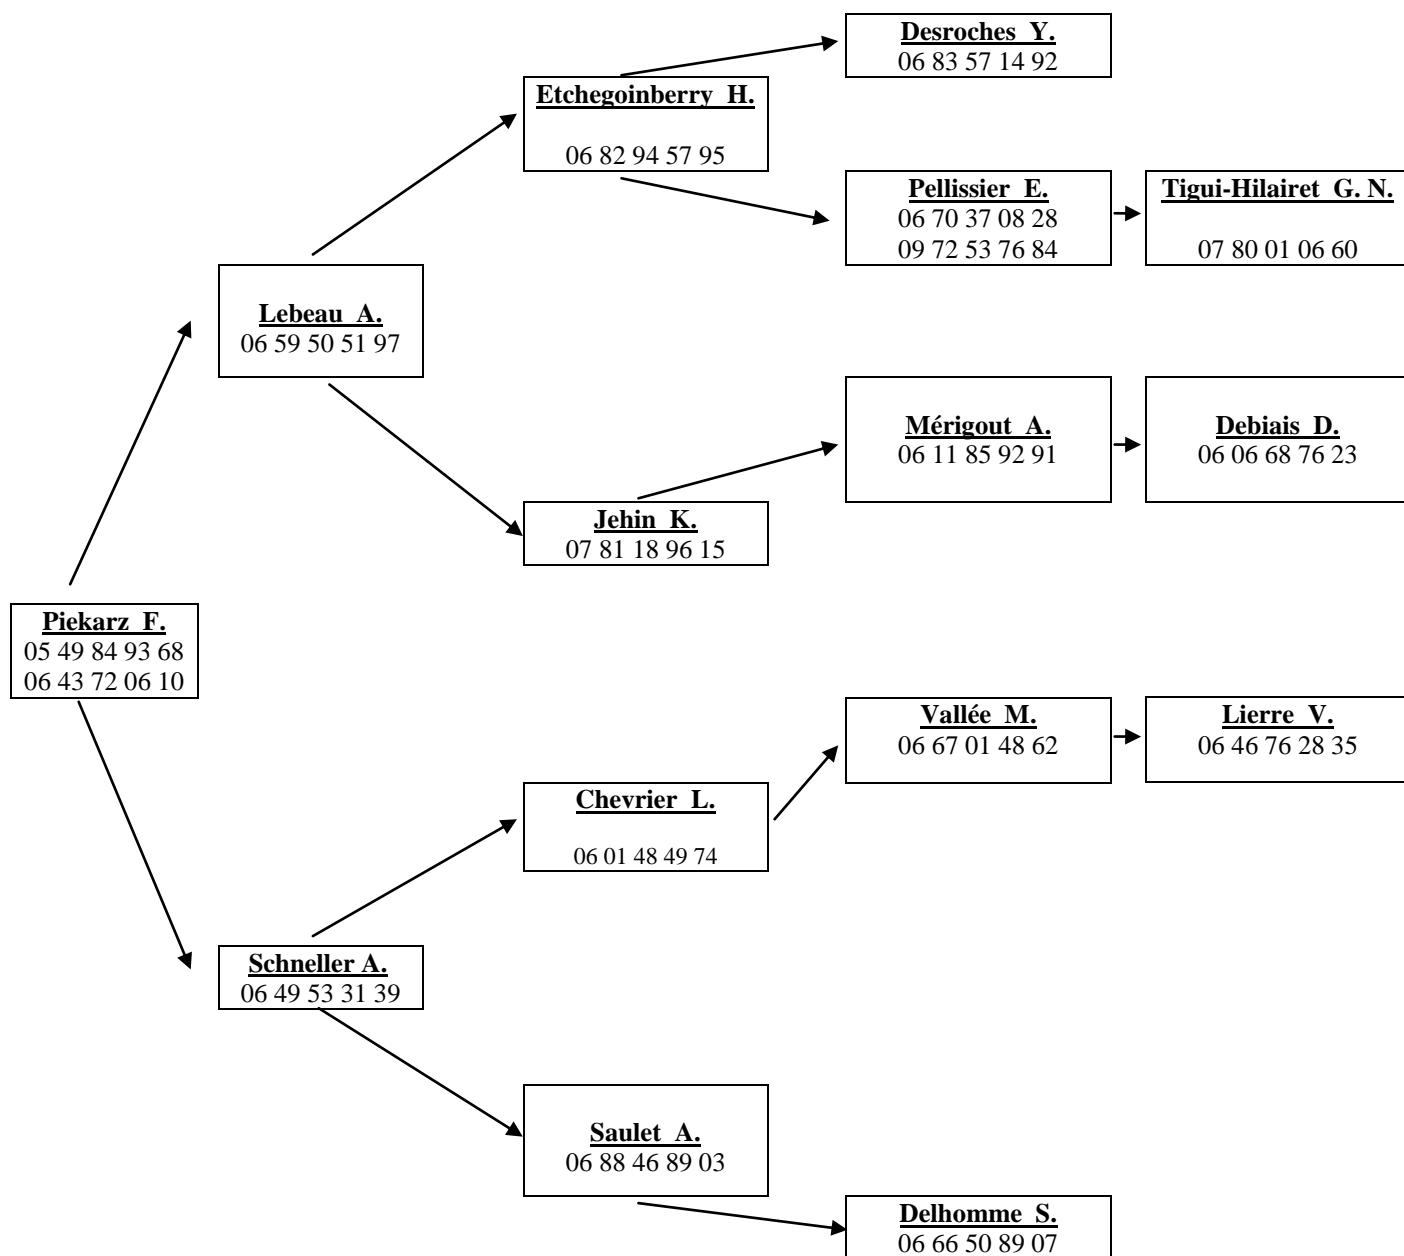 Desroches Y.
06 83 57 14 92
Etchegoinberry H.
06 82 94 57 95
Pellissier E.
06 70 37 08 28
09 72 53 76 84
Tigui-Hilairet G. N.
07 80 01 06 60
Lebeau A.
06 59 50 51 97
Mérigout A.
06 11 85 92 91
Debiais D.
06 06 68 76 23
Jehin K.
07 81 18 96 15
Piekarz F.
05 49 84 93 68
06 43 72 06 10
Vallée M.
06 67 01 48 62
Lierre V.
06 46 76 28 35
Chevrier L.
06 01 48 49 74
Schneller A.
06 49 53 31 39
Saulet A.
06 88 46 89 03
Delhomme S.
06 66 50 89 07